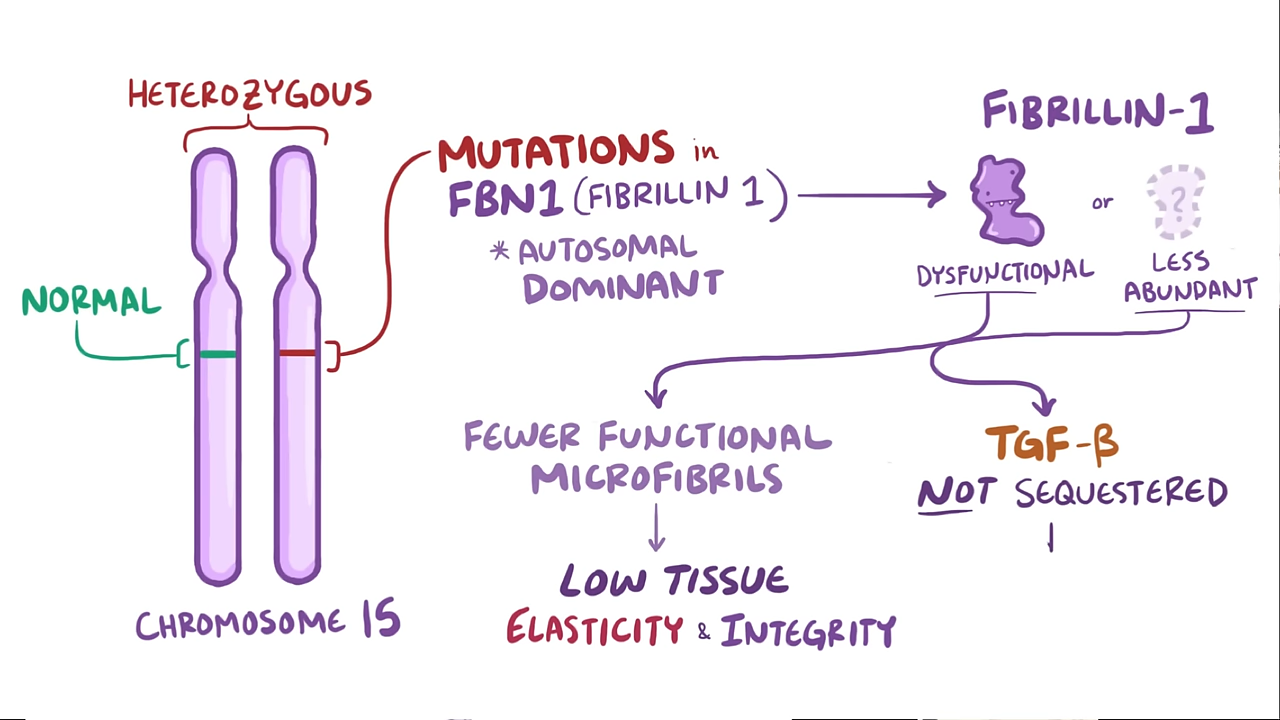 HETEROZYGOUS
NORMAL
CHROMOSOME 15
MUTATIONS in
FBN1 (FIBRILLIN 1)
* AUTOSOMAL
DOMINANT
FIBRILLIN-1
?
or
DYSFUNCTIONAL
LESS
ABUNDANT
FEWER FUNCTIONAL
MICROFIBRILS
LOW TISSUE
ELASTICITY & INTEGRITY
TGF-β
NOT SEQUESTERED